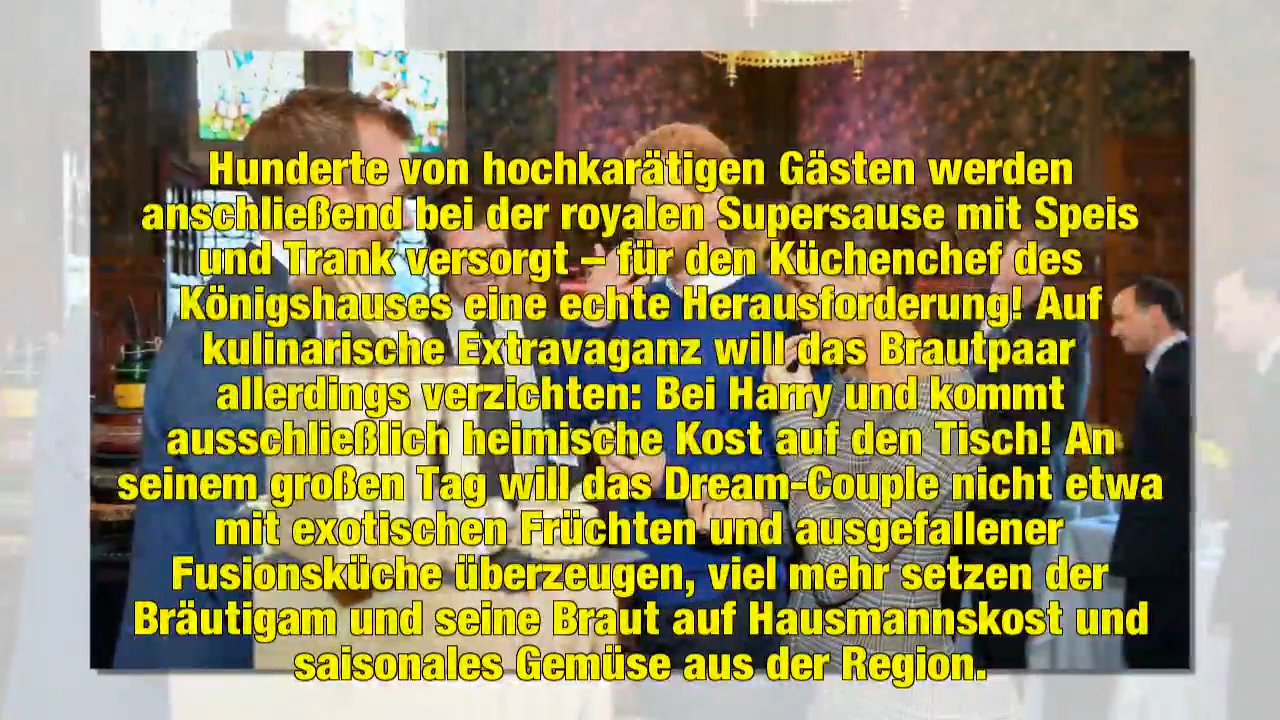 Hunderte von hochkarätigen Gästen werden
anschließend bei der royalen Supersause mit Speis
und Trank versorgt – für den Küchenchef des
Königshauses eine echte Herausforderung! Auf
kulinarische Extravaganz will das Brautpaar
allerdings verzichten: Bei Harry und kommt
ausschließlich heimische Kost auf den Tisch! An
seinem großen Tag will das Dream-Couple nicht etwa
mit exotischen Früchten und ausgefallener
Fusionsküche überzeugen, viel mehr setzen der
Bräutigam und seine Braut auf Hausmannskost und
saisonales Gemüse aus der Region.